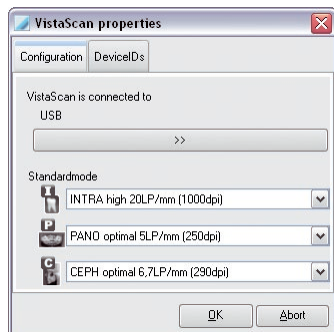 VistaScan properties
Configuration DeviceIDs
VistaScan is connected to
USB
>>
Standardmode
I
INTRA high 20LP/mm (1000dpi)
P
PANO optimal 5LP/mm (250dpi)
C
CEPH optimal 6,7LP/mm (290dpi)
OK Abort